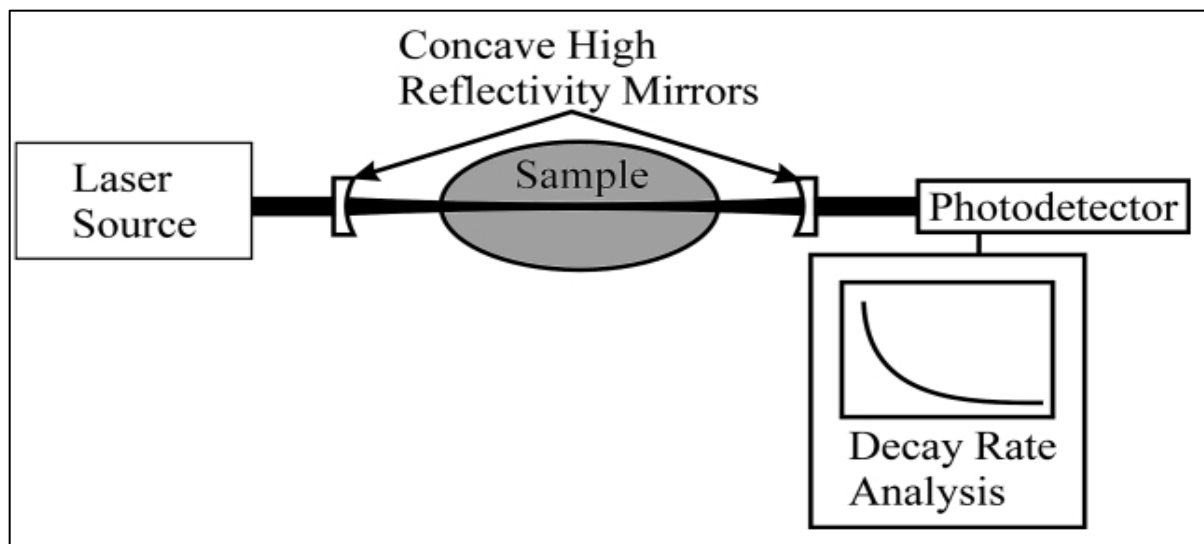 Concave High
Reflectivity Mirrors
Laser
Source
Sample
Photodetector
Decay Rate
Analysis